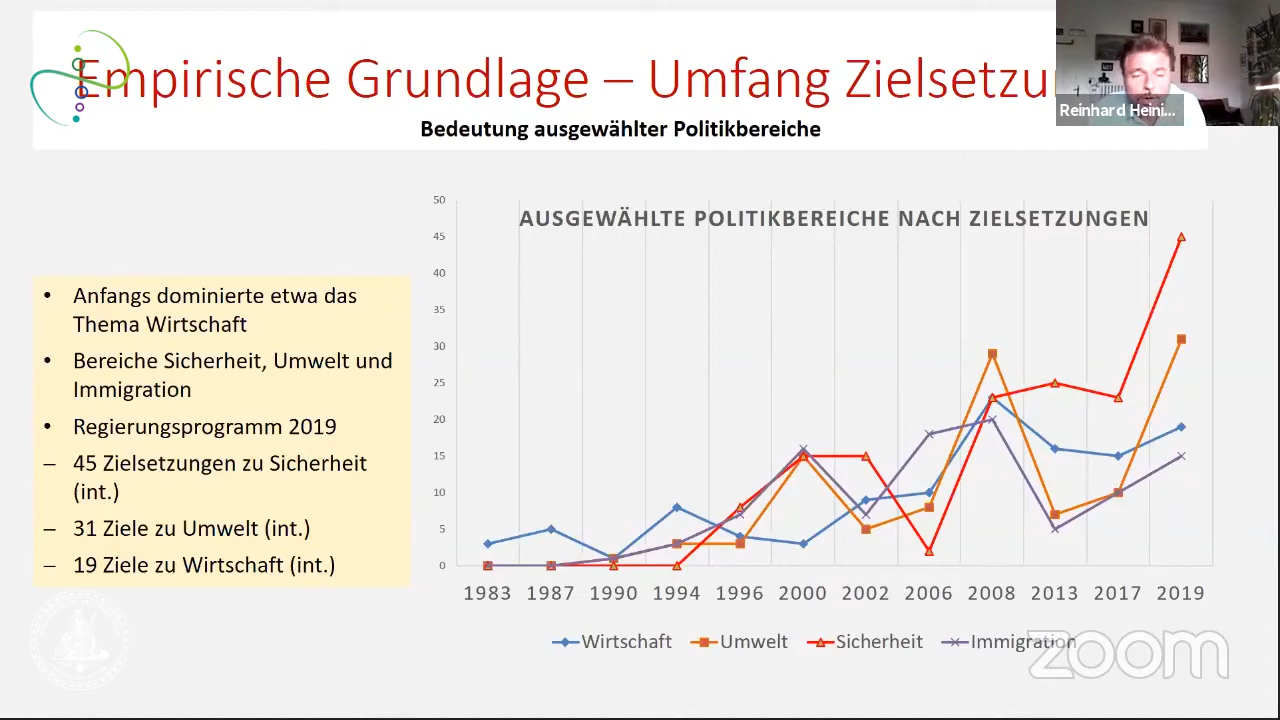 Empirische Grundlage – Umfang Zielsetzu
Reinhard Heini...
Bedeutung ausgewählter Politikbereiche
• Anfangs dominierte etwa das
Thema Wirtschaft
• Bereiche Sicherheit, Umwelt und
Immigration
• Regierungsprogramm 2019
– 45 Zielsetzungen zu Sicherheit
(int.)
– 31 Ziele zu Umwelt (int.)
– 19 Ziele zu Wirtschaft (int.)
AUSGEWÄHLTE POLITIKBEREICHE NACH ZIELSETZUNGEN
50
45
40
35
30
25
20
15
10
5
0
1983 1987 1990 1994 1996 2000 2002 2006 2008 2013 2017 2019
Wirtschaft Umwelt Sicherheit Immigration
zoom